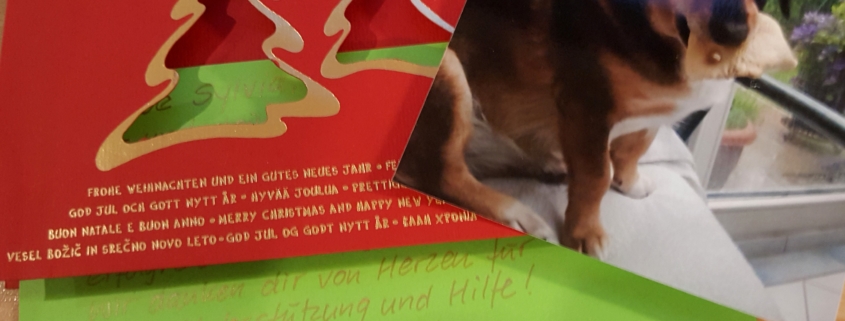 FROHE WEIHNACHTEN UND EIN GUTES NEUES JAHR •
GOD JUL OCH GOTT NYTT ÅR • HYVÄÄ JOULUA •
BUON NATALE E BUON ANNO • MERRY CHRISTMAS AND HAPPY NEW
VESEL BOŽIČ IN SREČNO NOVO LETO • GOD JUL OG GODT NYTT ÅR •
dir von Herzen für
und Hilfe!